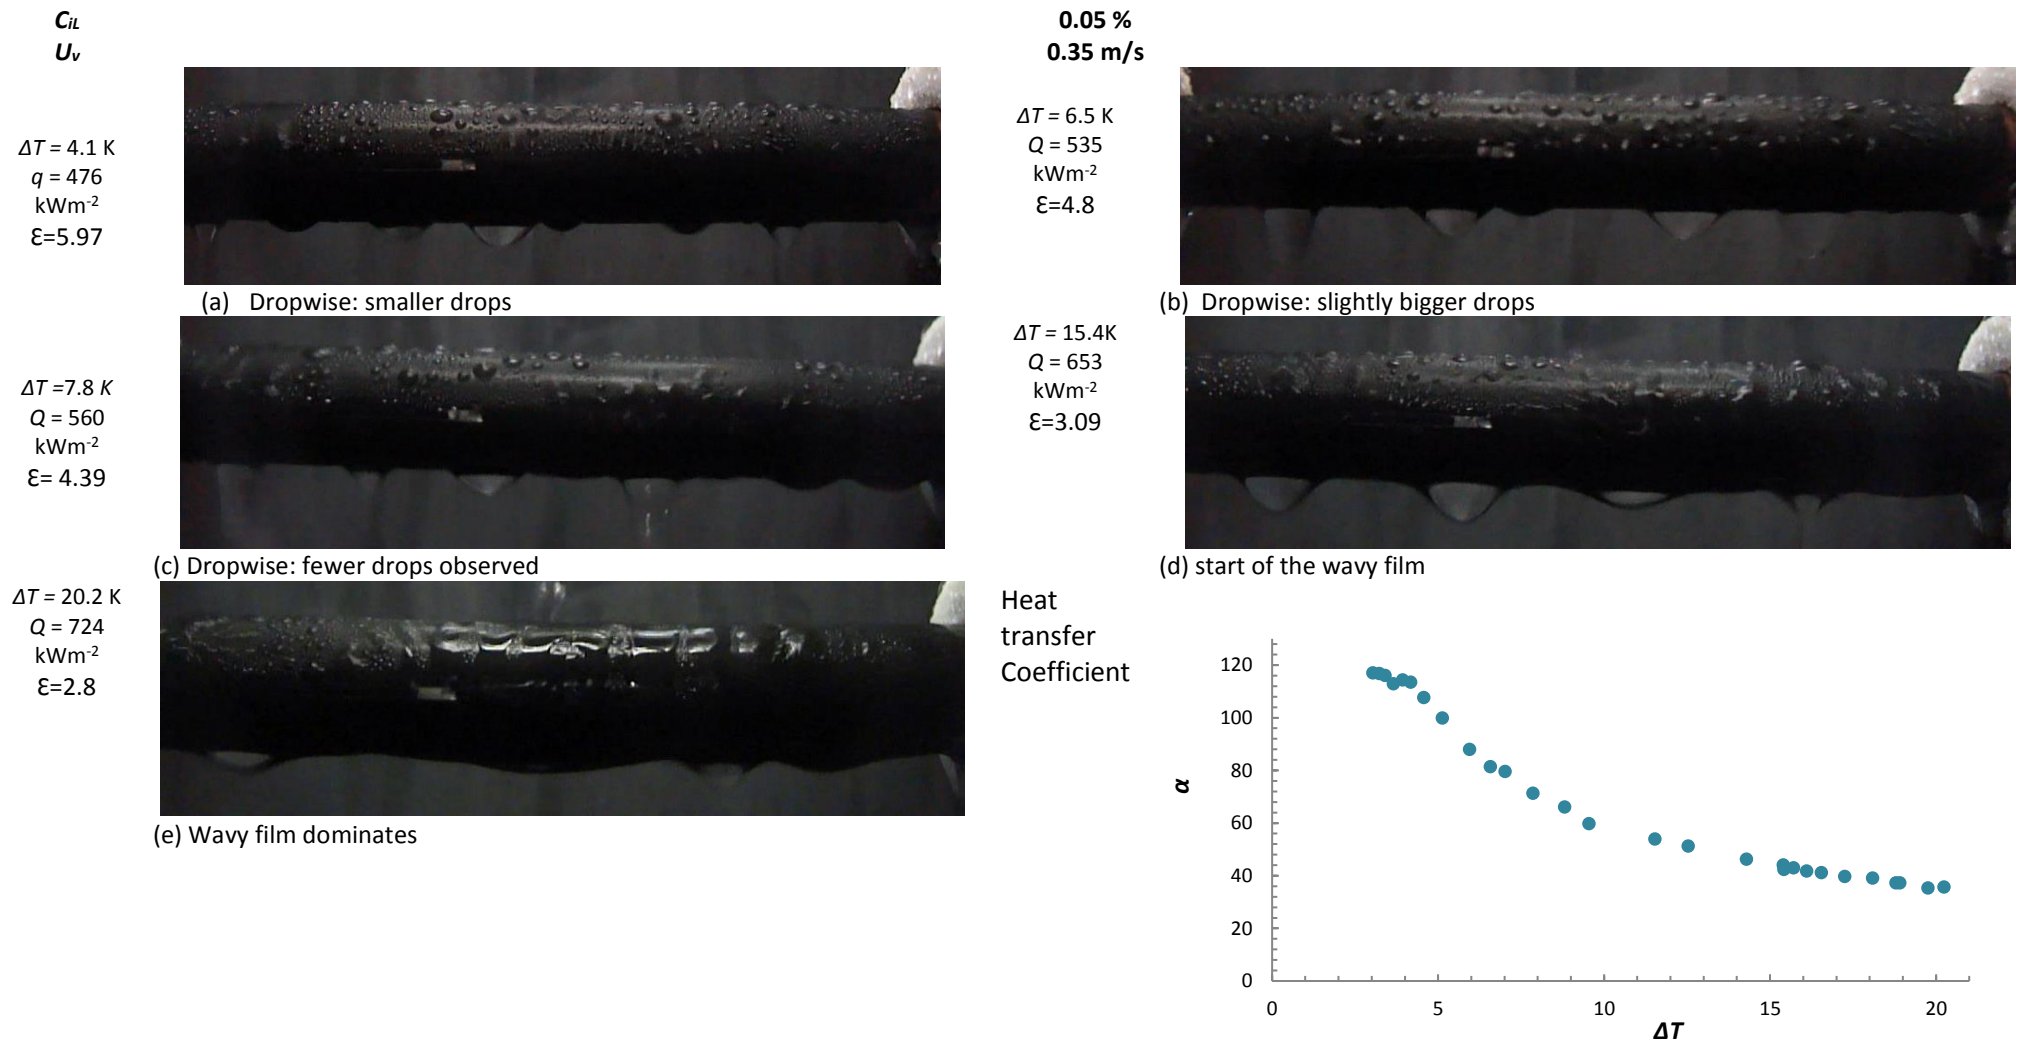 CiL
0.05 %
Uv
0.35 m/s
ΔT = 4.1 K
q = 476
kWm-2
Ɛ=5.97
(a) Dropwise: smaller drops
ΔT = 6.5 K
Q = 535
kWm-2
Ɛ=4.8
(b) Dropwise: slightly bigger drops
ΔT =7.8 K
Q = 560
kWm-2
Ɛ= 4.39
(c) Dropwise: fewer drops observed
ΔT = 15.4K
Q = 653
kWm-2
Ɛ=3.09
(d) start of the wavy film
ΔT = 20.2 K
Q = 724
kWm-2
Ɛ=2.8
(e) Wavy film dominates
Heat
transfer
Coefficient
α
120
100
80
60
40
20
0
0 5 10 15 20
ΔT